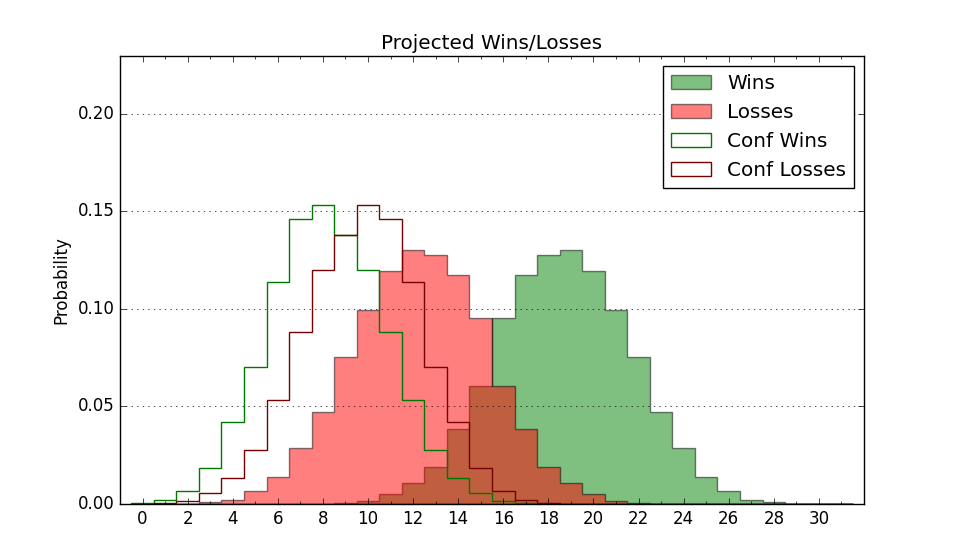 Projected Wins/Losses
Wins
Losses
Conf Wins
Conf Losses
Probability
0.20
0.15
0.10
0.05
0.00
0 2 4 6 8 10 12 14 16 18 20 22 24 26 28 30